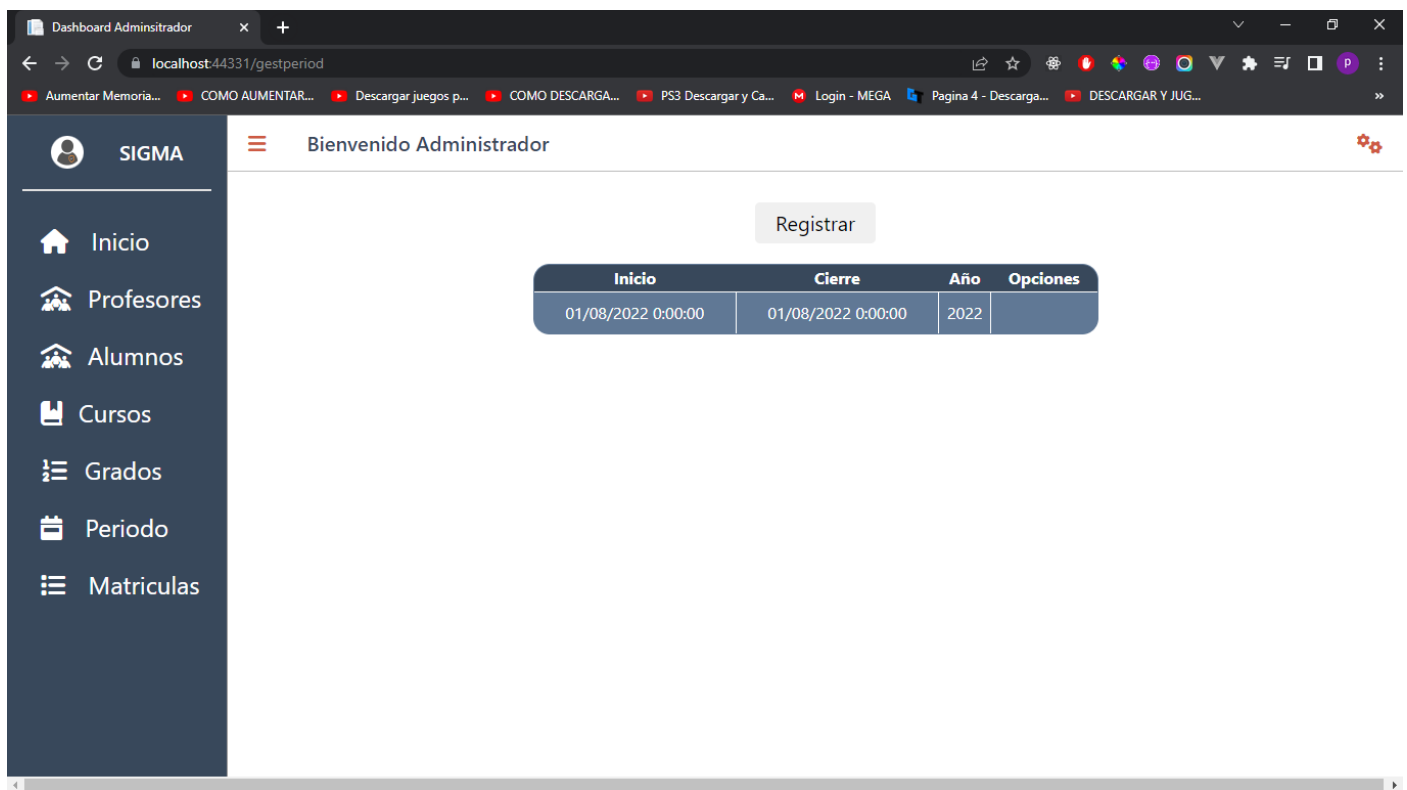 Dashboard Adminsitrador
localhost:44331/gestperiod
P
Aumentar Memoria... COMO AUMENTAR... Descargar juegos p... COMO DESCARGA... PS3 Descargar y Ca... Login - MEGA Pagina 4 - Descarga... DESCARGAR Y JUG... »
SIGMA
Bienvenido Administrador
Inicio
Profesores
Alumnos
Cursos
Grados
Periodo
Matriculas
Registrar
Inicio Cierre Año Opciones
01/08/2022 0:00:00 01/08/2022 0:00:00 2022